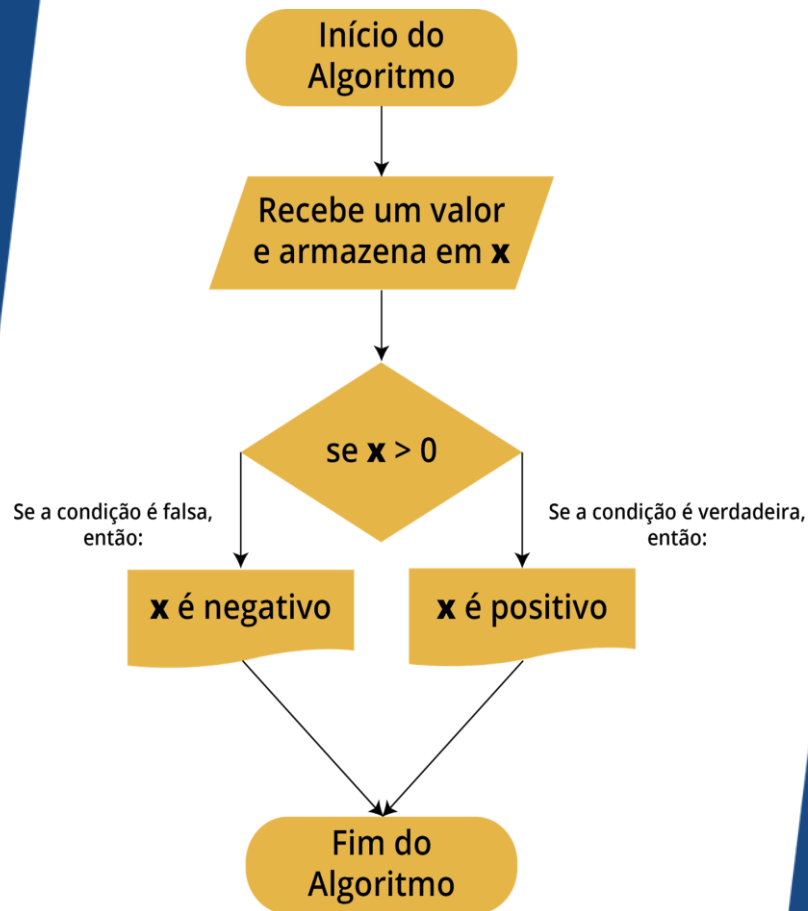 Início do
Algoritmo
Recebe um valor
e armazena em x
se x > 0
Se a condição é falsa,
então:
Se a condição é verdadeira,
então:
x é negativo
x é positivo
Fim do
Algoritmo